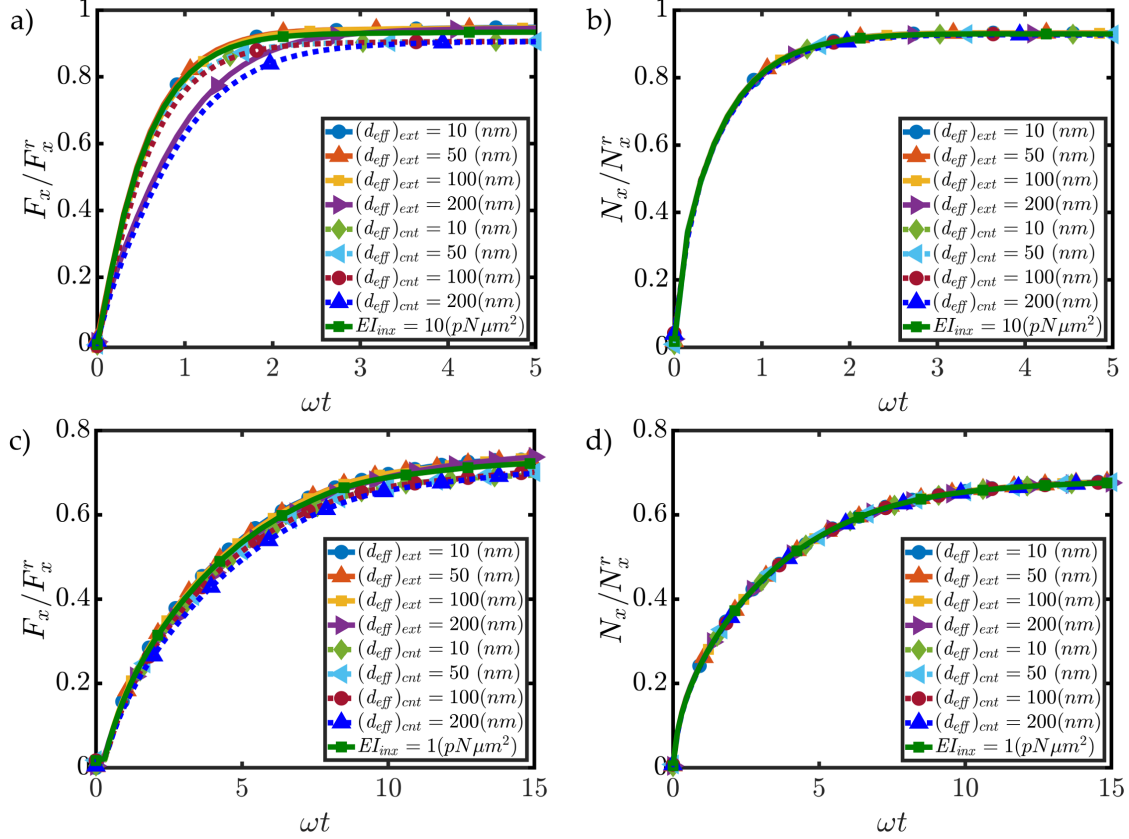 a)
F_x/F_x^r
1
0.8
0.6
0.4
0.2
0
0 1 2 3 4 5
ωt
(d_eff)_ext = 10 (nm)
(d_eff)_ext = 50 (nm)
(d_eff)_ext = 100(nm)
(d_eff)_ext = 200(nm)
(d_eff)_cnt = 10 (nm)
(d_eff)_cnt = 50 (nm)
(d_eff)_cnt = 100(nm)
(d_eff)_cnt = 200(nm)
EI_inx = 10(pNμm²)
b)
N_x/N_x^r
1
0.8
0.6
0.4
0.2
0
0 1 2 3 4 5
ωt
(d_eff)_ext = 10 (nm)
(d_eff)_ext = 50 (nm)
(d_eff)_ext = 100(nm)
(d_eff)_ext = 200(nm)
(d_eff)_cnt = 10 (nm)
(d_eff)_cnt = 50 (nm)
(d_eff)_cnt = 100(nm)
(d_eff)_cnt = 200(nm)
EI_inx = 10(pNμm²)
c)
F_x/F_x^r
0.8
0.6
0.4
0.2
0
0 5 10 15
ωt
(d_eff)_ext = 10 (nm)
(d_eff)_ext = 50 (nm)
(d_eff)_ext = 100(nm)
(d_eff)_ext = 200(nm)
(d_eff)_cnt = 10 (nm)
(d_eff)_cnt = 50 (nm)
(d_eff)_cnt = 100(nm)
(d_eff)_cnt = 200(nm)
EI_inx = 1(pNμm²)
d)
N_x/N_x^r
0.8
0.6
0.4
0.2
0
0 5 10 15
ωt
(d_eff)_ext = 10 (nm)
(d_eff)_ext = 50 (nm)
(d_eff)_ext = 100(nm)
(d_eff)_ext = 200(nm)
(d_eff)_cnt = 10 (nm)
(d_eff)_cnt = 50 (nm)
(d_eff)_cnt = 100(nm)
(d_eff)_cnt = 200(nm)
EI_inx = 1(pNμm²)